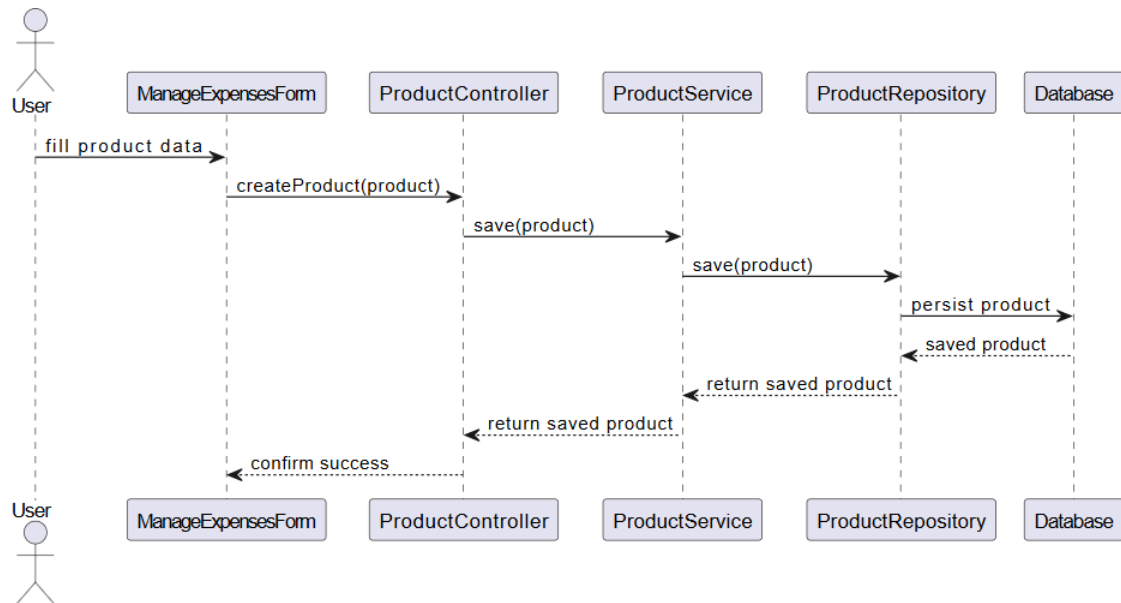 User
ManageExpensesForm
ProductController
ProductService
ProductRepository
Database
fill product data
createProduct(product)
save(product)
save(product)
persist product
saved product
return saved product
return saved product
confirm success
User
ManageExpensesForm
ProductController
ProductService
ProductRepository
Database